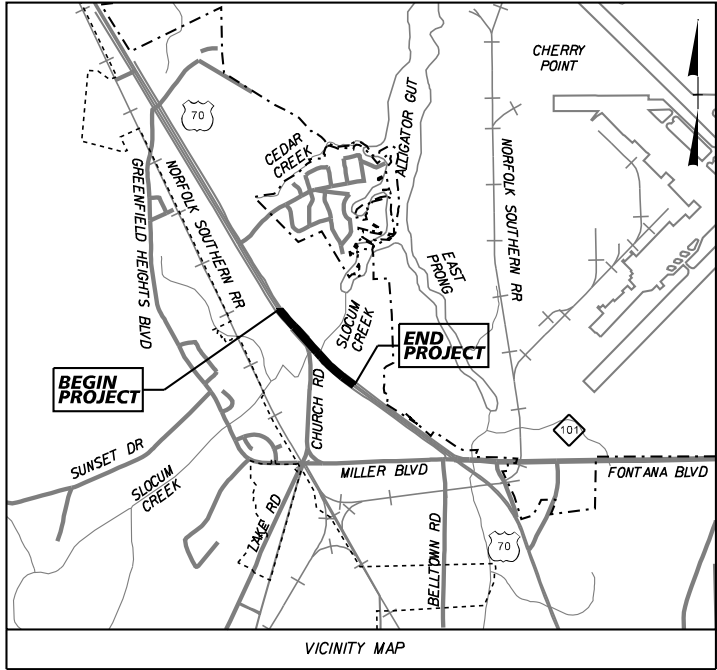 CHERRY
POINT
70
CEDAR
CREEK
ALLIGATOR GUT
NORFOLK SOUTHERN RR
GREENFIELD HEIGHTS BLVD
NORFOLK SOUTHERN RR
EAST
PRONG
SLOCUM
CREEK
END
PROJECT
BEGIN
PROJECT
CHURCH RD
101
SUNSET DR
SLOCUM
CREEK
MILLER BLVD
FONTANA BLVD
LAKE RD
BELLTOWN RD
70
VICINITY MAP